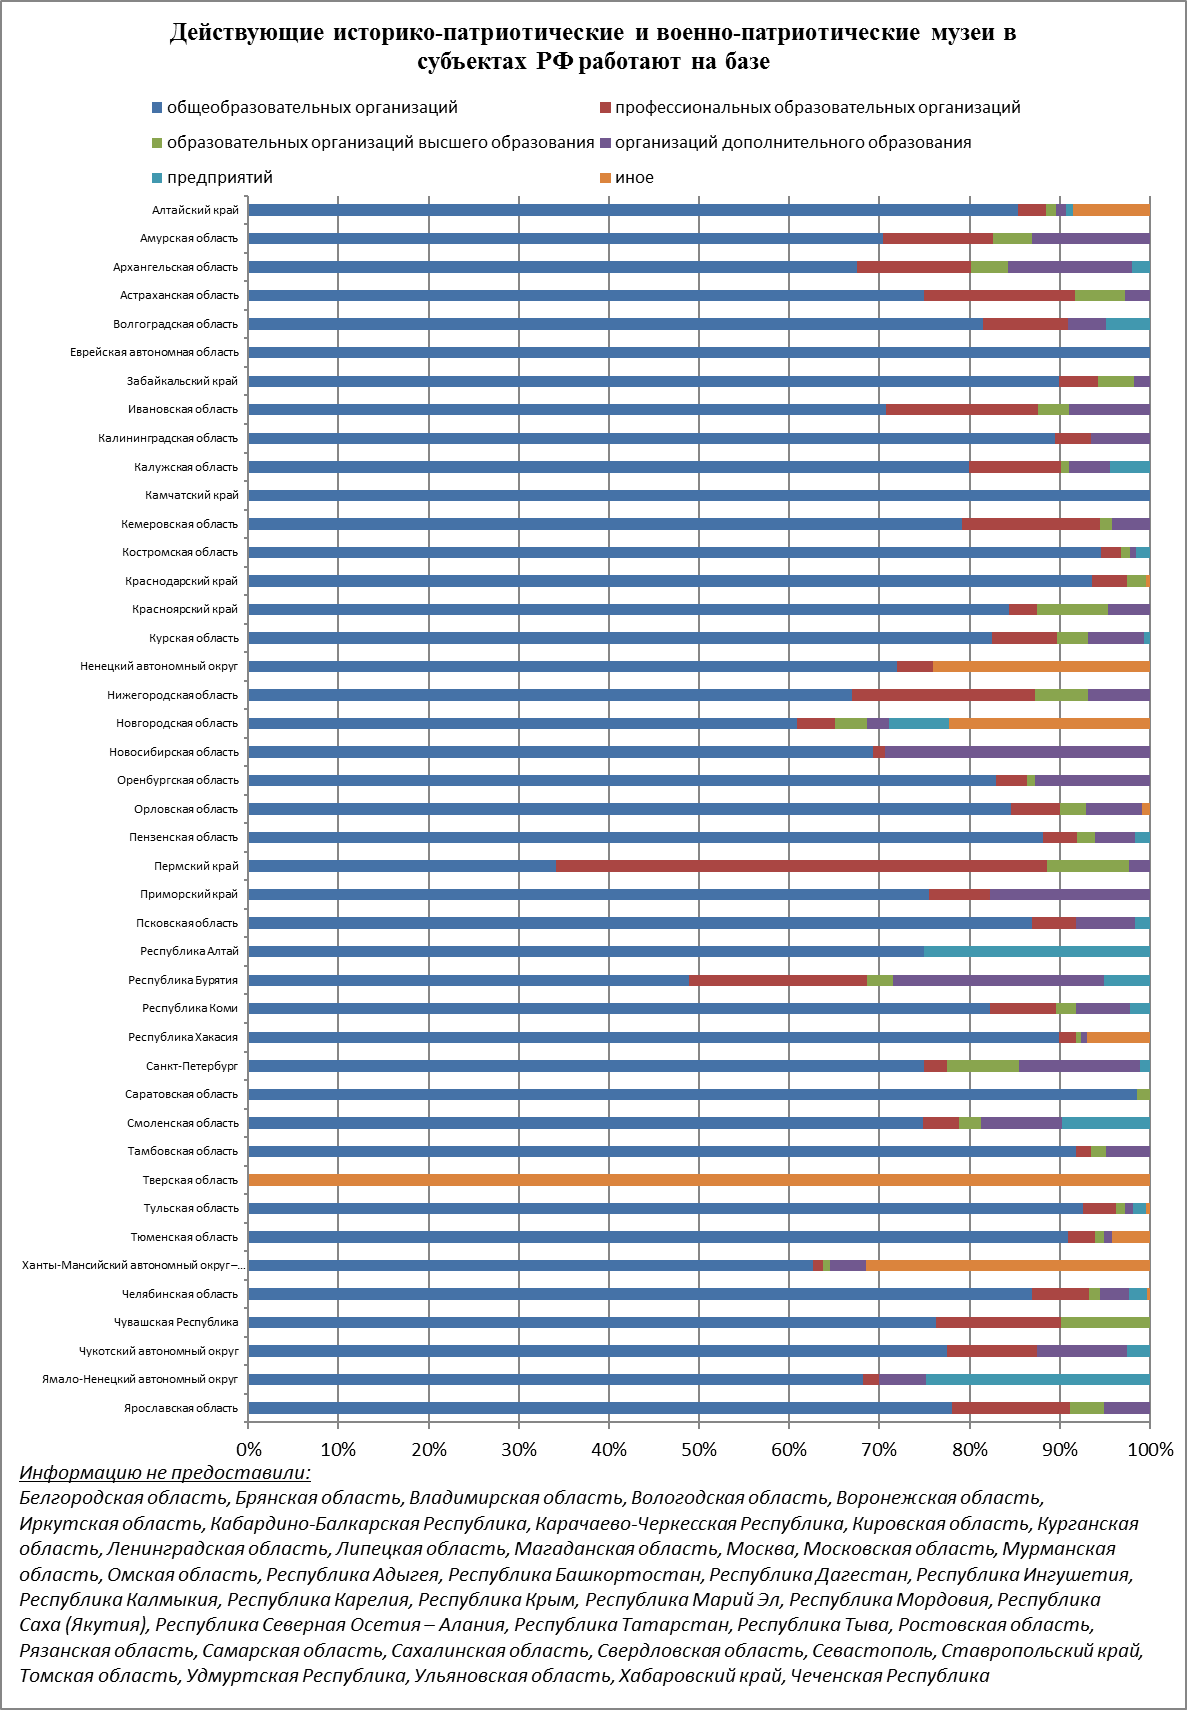 Действующие историко-патриотические и военно-патриотические музеи в
субъектах РФ работают на базе
общеобразовательных организаций
профессиональных образовательных организаций
образовательных организаций высшего образования
организаций дополнительного образования
предприятий
иное
Алтайский край
Амурская область
Архангельская область
Астраханская область
Волгоградская область
Еврейская автономная область
Забайкальский край
Ивановская область
Калининградская область
Калужская область
Камчатский край
Кемеровская область
Костромская область
Краснодарский край
Красноярский край
Курская область
Ненецкий автономный округ
Нижегородская область
Новгородская область
Новосибирская область
Оренбургская область
Орловская область
Пензенская область
Пермский край
Приморский край
Псковская область
Республика Алтай
Республика Бурятия
Республика Коми
Республика Хакасия
Санкт-Петербург
Саратовская область
Смоленская область
Тамбовская область
Тверская область
Тульская область
Тюменская область
Ханты-Мансийский автономный округ–...
Челябинская область
Чувашская Республика
Чукотский автономный округ
Ямало-Ненецкий автономный округ
Ярославская область
0% 10% 20% 30% 40% 50% 60% 70% 80% 90% 100%
Информацию не предоставили:
Белгородская область, Брянская область, Владимирская область, Вологодская область, Воронежская область,
Иркутская область, Кабардино-Балкарская Республика, Карачаево-Черкесская Республика, Кировская область, Курганская
область, Ленинградская область, Липецкая область, Магаданская область, Москва, Московская область, Мурманская
область, Омская область, Республика Адыгея, Республика Башкортостан, Республика Дагестан, Республика Ингушетия,
Республика Калмыкия, Республика Карелия, Республика Крым, Республика Марий Эл, Республика Мордовия, Республика
Саха (Якутия), Республика Северная Осетия – Алания, Республика Татарстан, Республика Тыва, Ростовская область,
Рязанская область, Самарская область, Сахалинская область, Свердловская область, Севастополь, Ставропольский край,
Томская область, Удмуртская Республика, Ульяновская область, Хабаровский край, Чеченская Республика